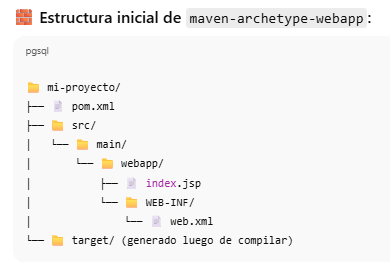 🧱 Estructura inicial de maven-archetype-webapp:
pgsql
📁 mi-proyecto/
├── 📄 pom.xml
├── 📁 src/
│   └── 📁 main/
│       └── 📁 webapp/
│           ├── 📄 index.jsp
│           └── 📁 WEB-INF/
│               └── 📄 web.xml
└── 📁 target/ (generado luego de compilar)